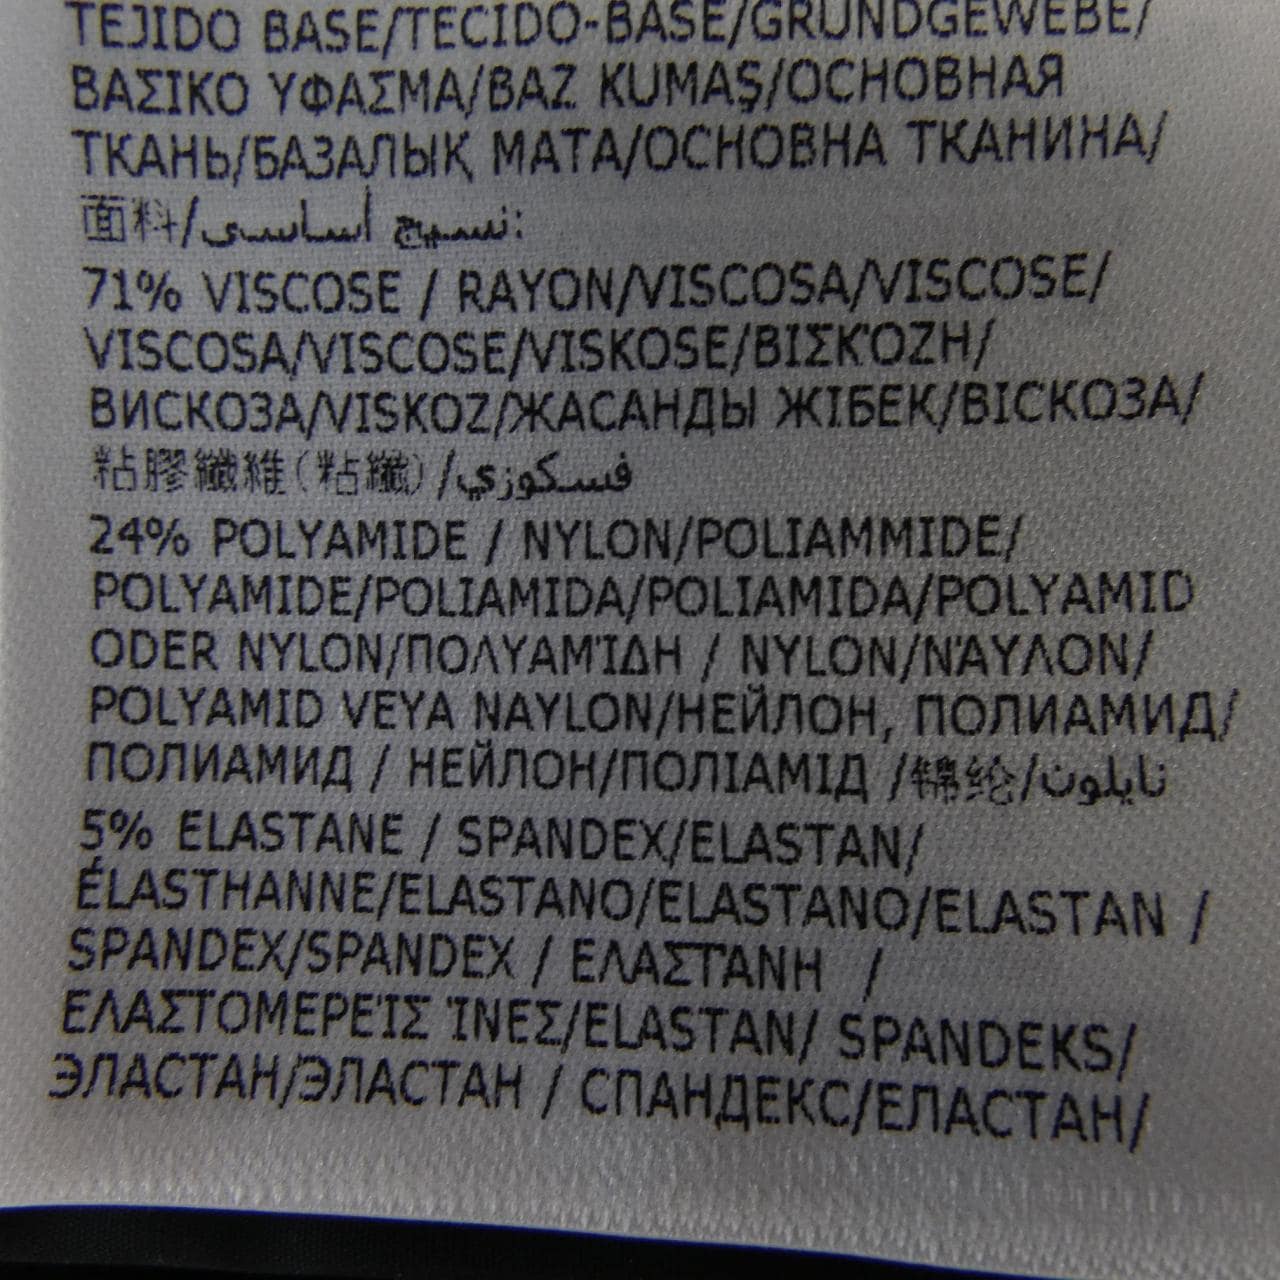 TEJIDO BASE/TECIDO-BASE/GRUNDGEWEBE/
ΒΑΣΙΚΟ ΥΦΑΣΜΑ/BAZ KUMAŞ/ОСНОВНАЯ
ТКАНЬ/БАЗАЛЫҚ МАТА/ОСНОВНА ТКАНИНА/
面料/نسيج أساسى:
71% VISCOSE / RAYON/VISCOSA/VISCOSE/
VISCOSA/VISCOSE/VISKOSE/ΒΙΣΚΌΖΗ/
ВИСКОЗА/VISKOZ/ЖАСАНДЫ ЖІБЕК/ВІСКОЗА/
粘膠纖維(粘纖)/فسكوزي
24% POLYAMIDE / NYLON/POLIAMMIDE/
POLYAMIDE/POLIAMIDA/POLIAMIDA/POLYAMID
ODER NYLON/ΠΟΛΥΑΜΊΔΗ / NYLON/ΝΆΥΛΟΝ/
POLYAMID VEYA NAYLON/НЕЙЛОН, ПОЛИАМИД/
ПОЛИАМИД / НЕЙЛОН/ПОЛІАМІД /锦纶/نايلون
5% ELASTANE / SPANDEX/ELASTAN/
ÉLASTHANNE/ELASTANO/ELASTANO/ELASTAN /
SPANDEX/SPANDEX / ΕΛΑΣΤΆΝΗ /
ΕΛΑΣΤΟΜΕΡΕΊΣ ΊΝΕΣ/ELASTAN/ SPANDEKS/
ЭЛАСТАН/ЭЛАСТАН / СПАНДЕКС/ЕЛАСТАН/